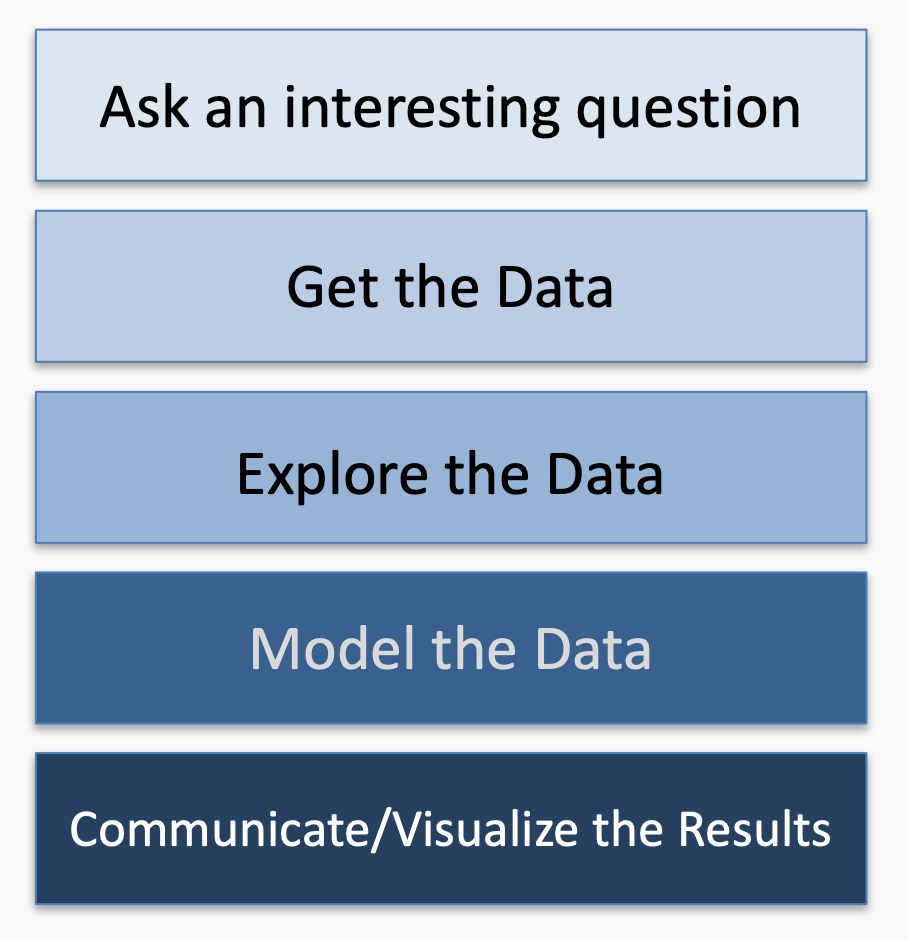 Ask an interesting question
Get the Data
Explore the Data
Model the Data
Communicate/Visualize the Results